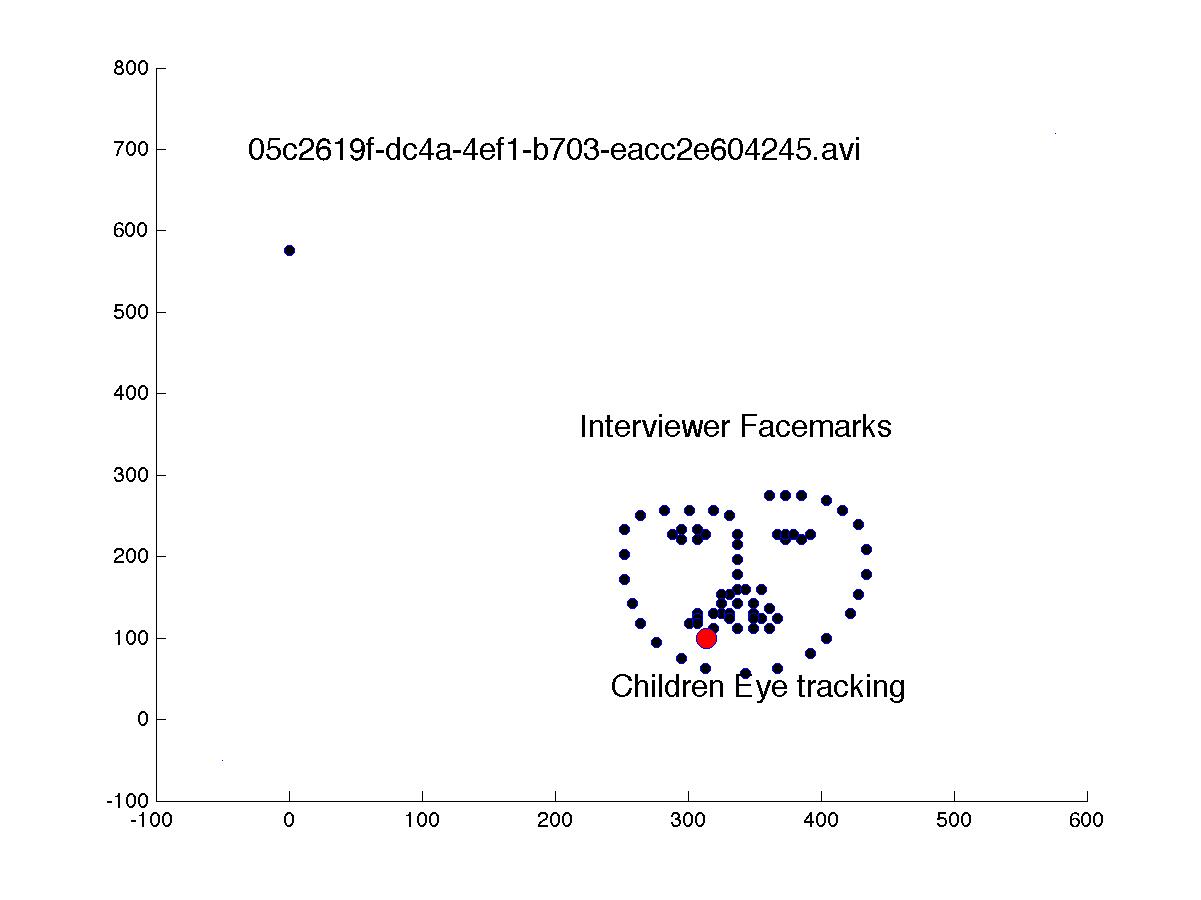 800
700
05c2619f-dc4a-4ef1-b703-eacc2e604245.avi
600
500
400
Interviewer Facemarks
300
200
100
Children Eye tracking
0
-100
-100 0 100 200 300 400 500 600